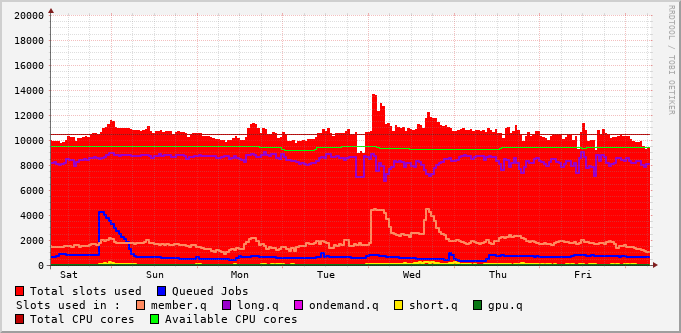 RRDTOOL / TOBI OETIKER
20000
18000
16000
14000
12000
10000
8000
6000
4000
2000
0
Sat Sun Mon Tue Wed Thu Fri
Total slots used Queued Jobs
Slots used in : member.q long.q ondemand.q short.q gpu.q
Total CPU cores Available CPU cores